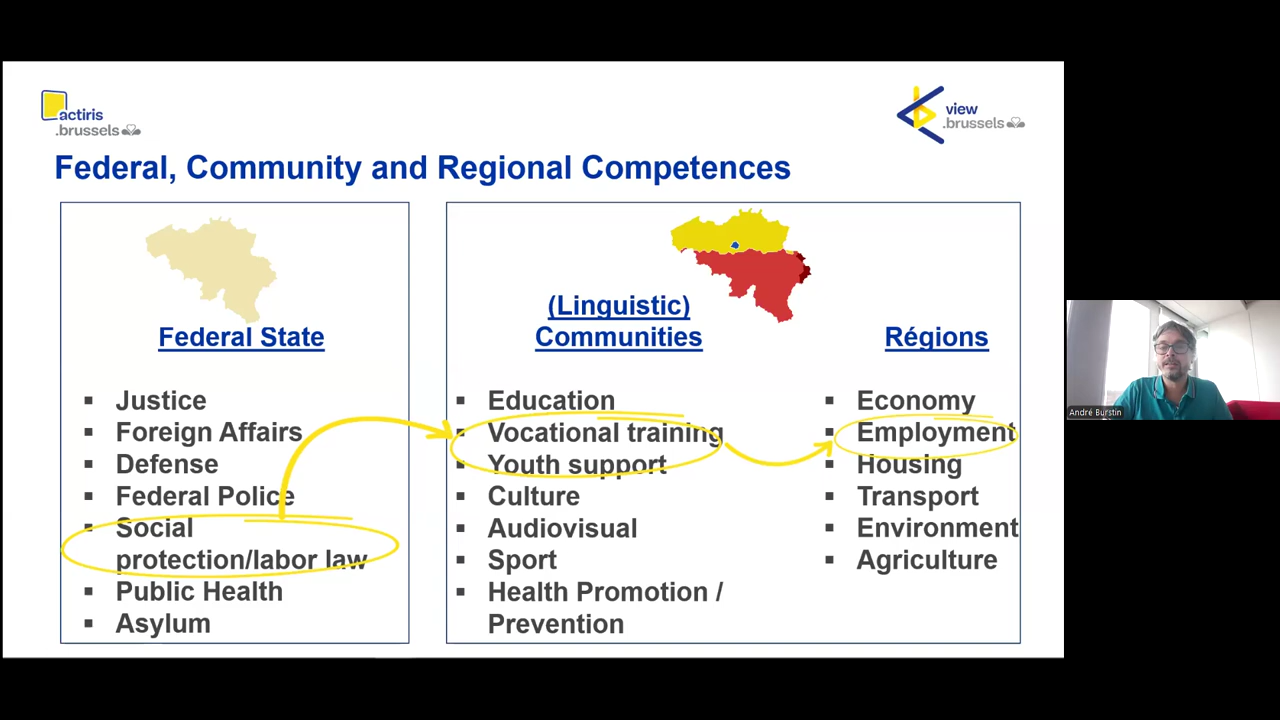 actiris
.brussels
view
.brussels
Federal, Community and Regional Competences
Federal State
▪ Justice
▪ Foreign Affairs
▪ Defense
▪ Federal Police
▪ Social
protection/labor law
▪ Public Health
▪ Asylum
(Linguistic)
Communities
▪ Education
▪ Vocational training
▪ Youth support
▪ Culture
▪ Audiovisual
▪ Sport
▪ Health Promotion /
Prevention
Régions
▪ Economy
▪ Employment
▪ Housing
▪ Transport
▪ Environment
▪ Agriculture
André Burstin